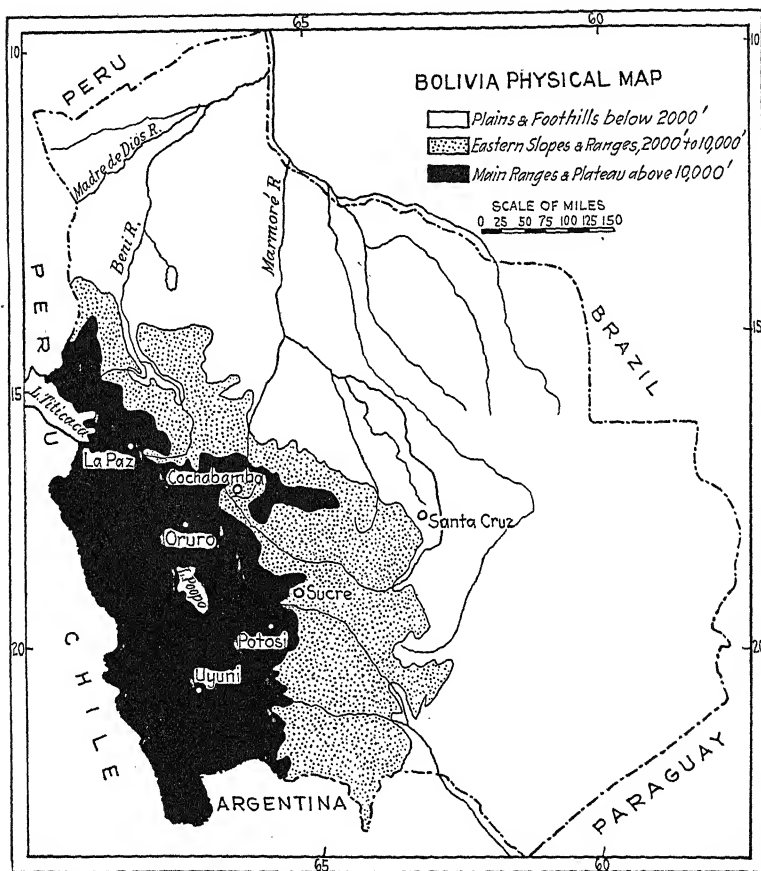 65
60
10
10
PERU
BOLIVIA PHYSICAL MAP
Plains & Foothills below 2000'
Eastern Slopes & Ranges, 2000' to 10,000'
Main Ranges & Plateau above 10,000'
SCALE OF MILES
0 25 50 75 100 125 150
Madre de Dios R.
Beni R.
Marmoré R.
PERU
BRAZIL
15
15
L. Titicaca
La Paz
Cochabamba
Santa Cruz
Oruro
L. Poopo
Sucre
Potosi
Uyuni
20
20
CHILE
ARGENTINA
PARAGUAY
65
60